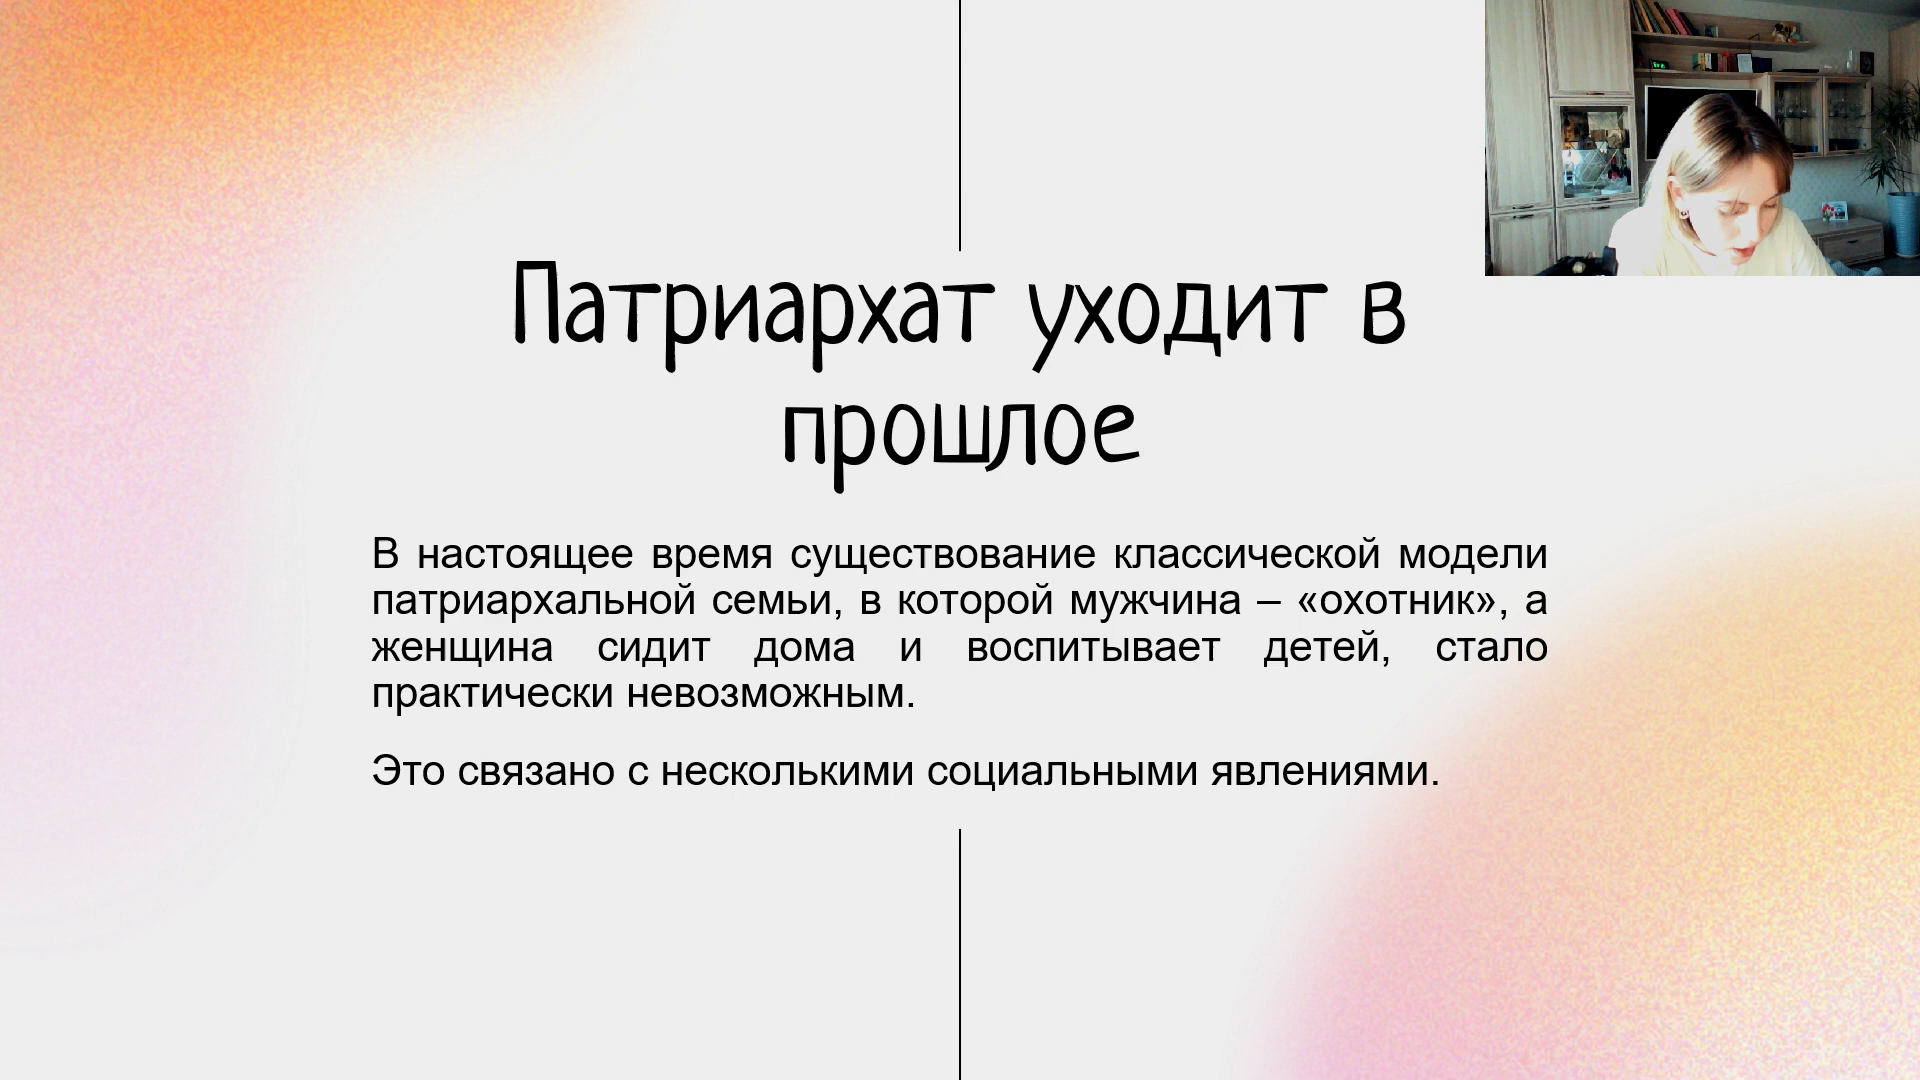 Патриархат уходит в
прошлое
В настоящее время существование классической модели
патриархальной семьи, в которой мужчина – «охотник», а
женщина сидит дома и воспитывает детей, стало
практически невозможным.
Это связано с несколькими социальными явлениями.